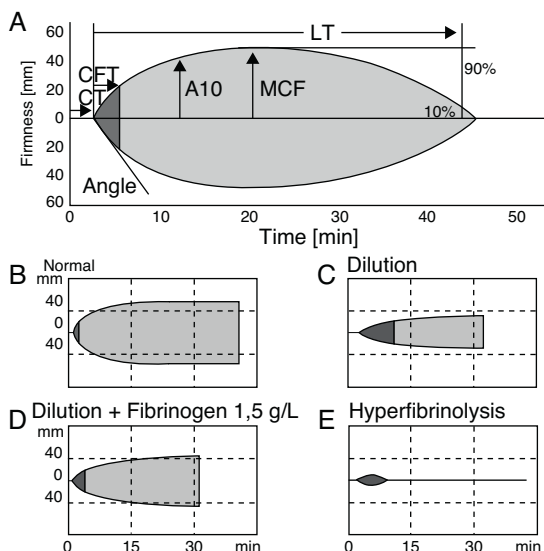 A
60
40
20
0
20
40
60
Firmness [mm]
LT
CFT
CT
A10
MCF
90%
10%
Angle
0
10
20
30
40
50
Time [min]
B
Normal
mm
40
0
40
C
Dilution
D
Dilution + Fibrinogen 1,5 g/L
mm
40
0
40
0
15
30
min
E
Hyperfibrinolysis
0
15
30
min